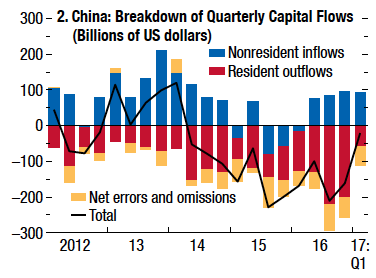 2. China: Breakdown of Quarterly Capital Flows
(Billions of US dollars)
Nonresident inflows
Resident outflows
300
200
100
0
–100
–200
–300
Net errors and omissions
Total
2012 13 14 15 16 17:
Q1